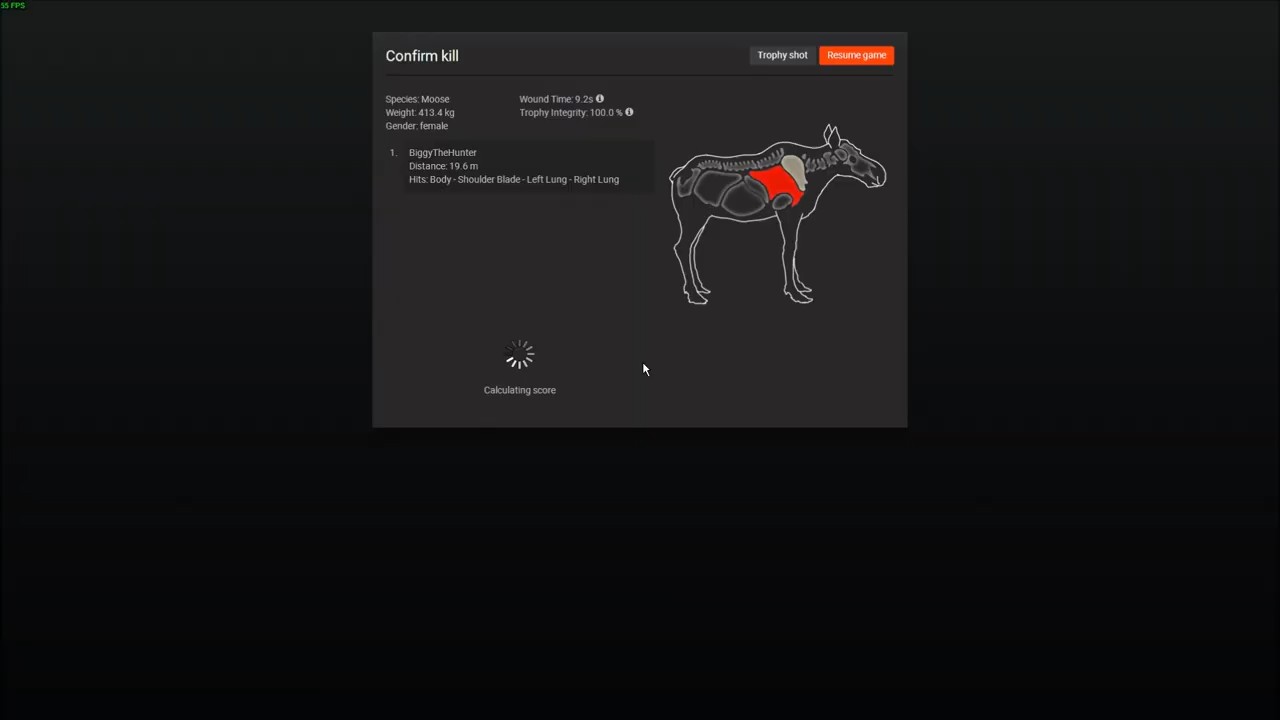 55 FPS
Confirm kill
Trophy shot
Resume game
Species: Moose
Wound Time: 9.2s
Weight: 413.4 kg
Trophy Integrity: 100.0 %
Gender: female
1. BiggyTheHunter
Distance: 19.6 m
Hits: Body - Shoulder Blade - Left Lung - Right Lung
Calculating score